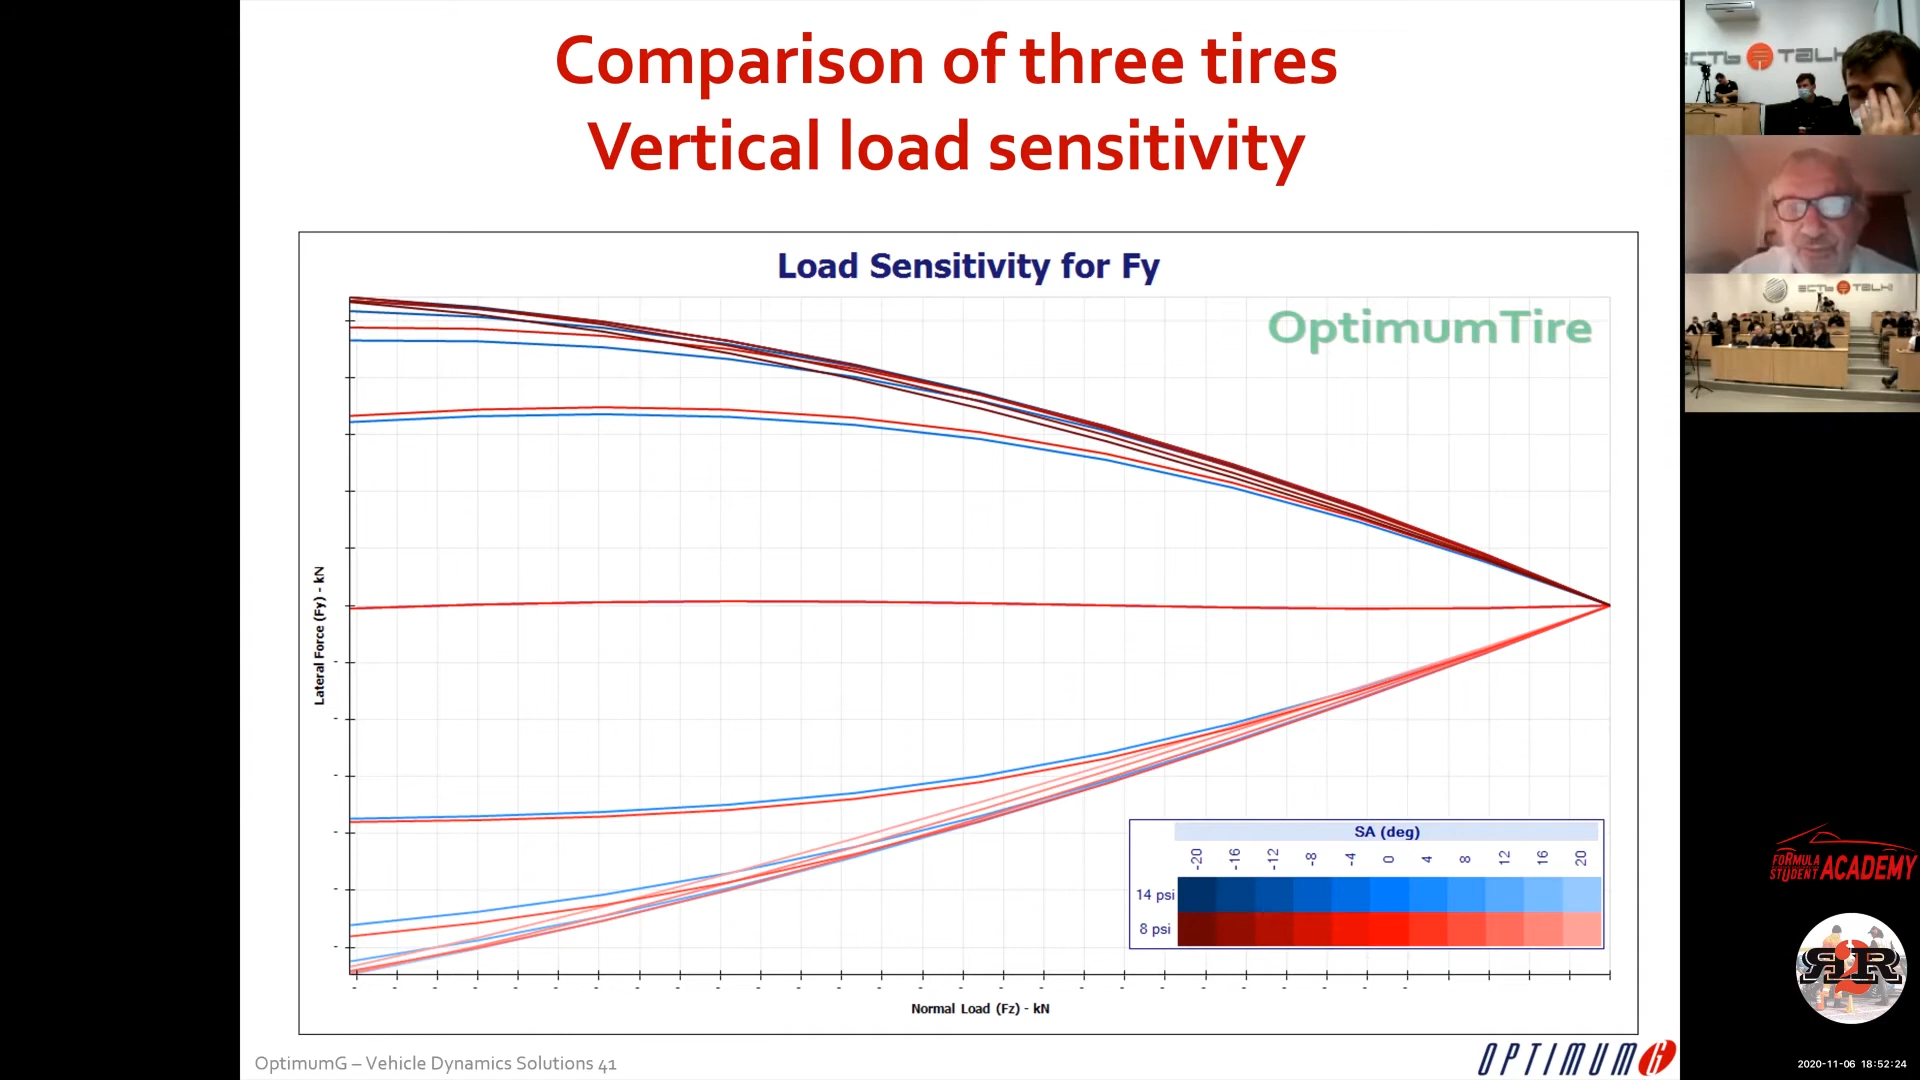 Comparison of three tires
Vertical load sensitivity
Load Sensitivity for Fy
OptimumTire
Lateral Force (Fy) - kN
Normal Load (Fz) - kN
SA (deg)
-20 -16 -12 -8 -4 0 4 8 12 16 20
14 psi
8 psi
OptimumG – Vehicle Dynamics Solutions 41
OPTIMUM G
ЕСТЬ TALK!
FORMULA STUDENT ACADEMY
2020-11-06 18:52:24